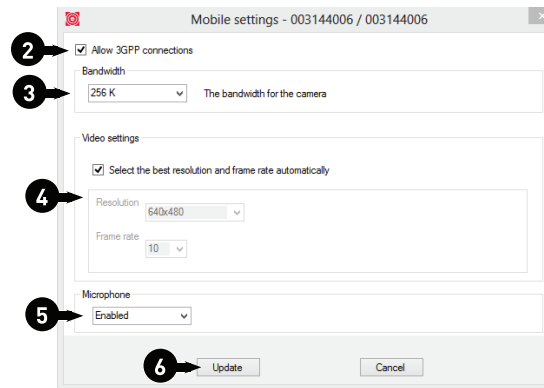 Mobile settings - 003144006 / 003144006
2
Allow 3GPP connections
Bandwidth
3
256 K
The bandwidth for the camera
Video settings
Select the best resolution and frame rate automatically
4
Resolution
640x480
Frame rate
10
Microphone
5
Enabled
6
Update
Cancel